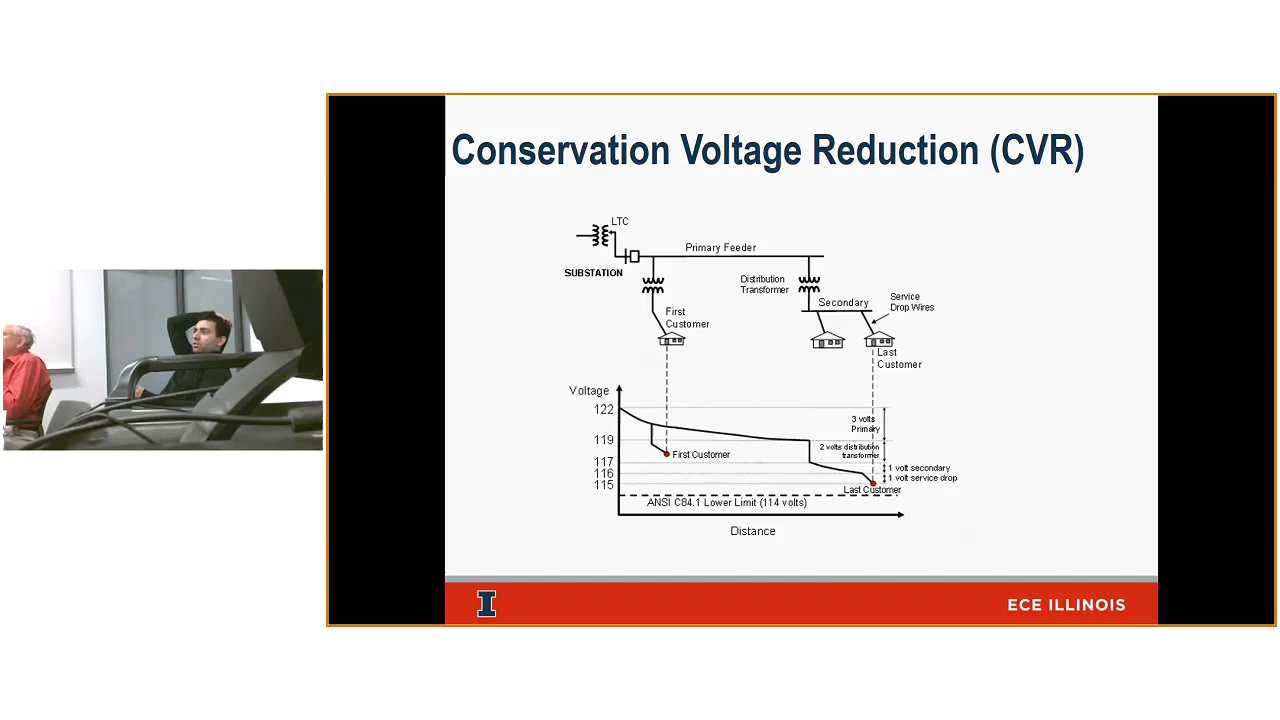 Conservation Voltage Reduction (CVR)
LTC
SUBSTATION
Primary Feeder
Distribution
Transformer
Secondary
Service
Drop Wires
First
Customer
Last
Customer
Voltage
122
119
117
116
115
3 volts
Primary
2 volts distribution
transformer
1 volt secondary
1 volt service drop
First Customer
Last Customer
ANSI C84.1 Lower Limit (114 volts)
Distance
I
ECE ILLINOIS